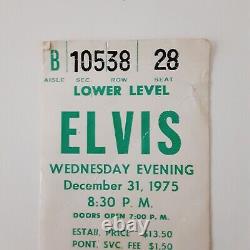 B 10538 28
AISLE SEC. ROW SEAT
LOWER LEVEL
ELVIS
WEDNESDAY EVENING
December 31, 1975
8:30 P. M.
DOORS OPEN 7:00 P. M.
ESTAB. PRICE $13.50
PONT. SVC. FEE $1.50